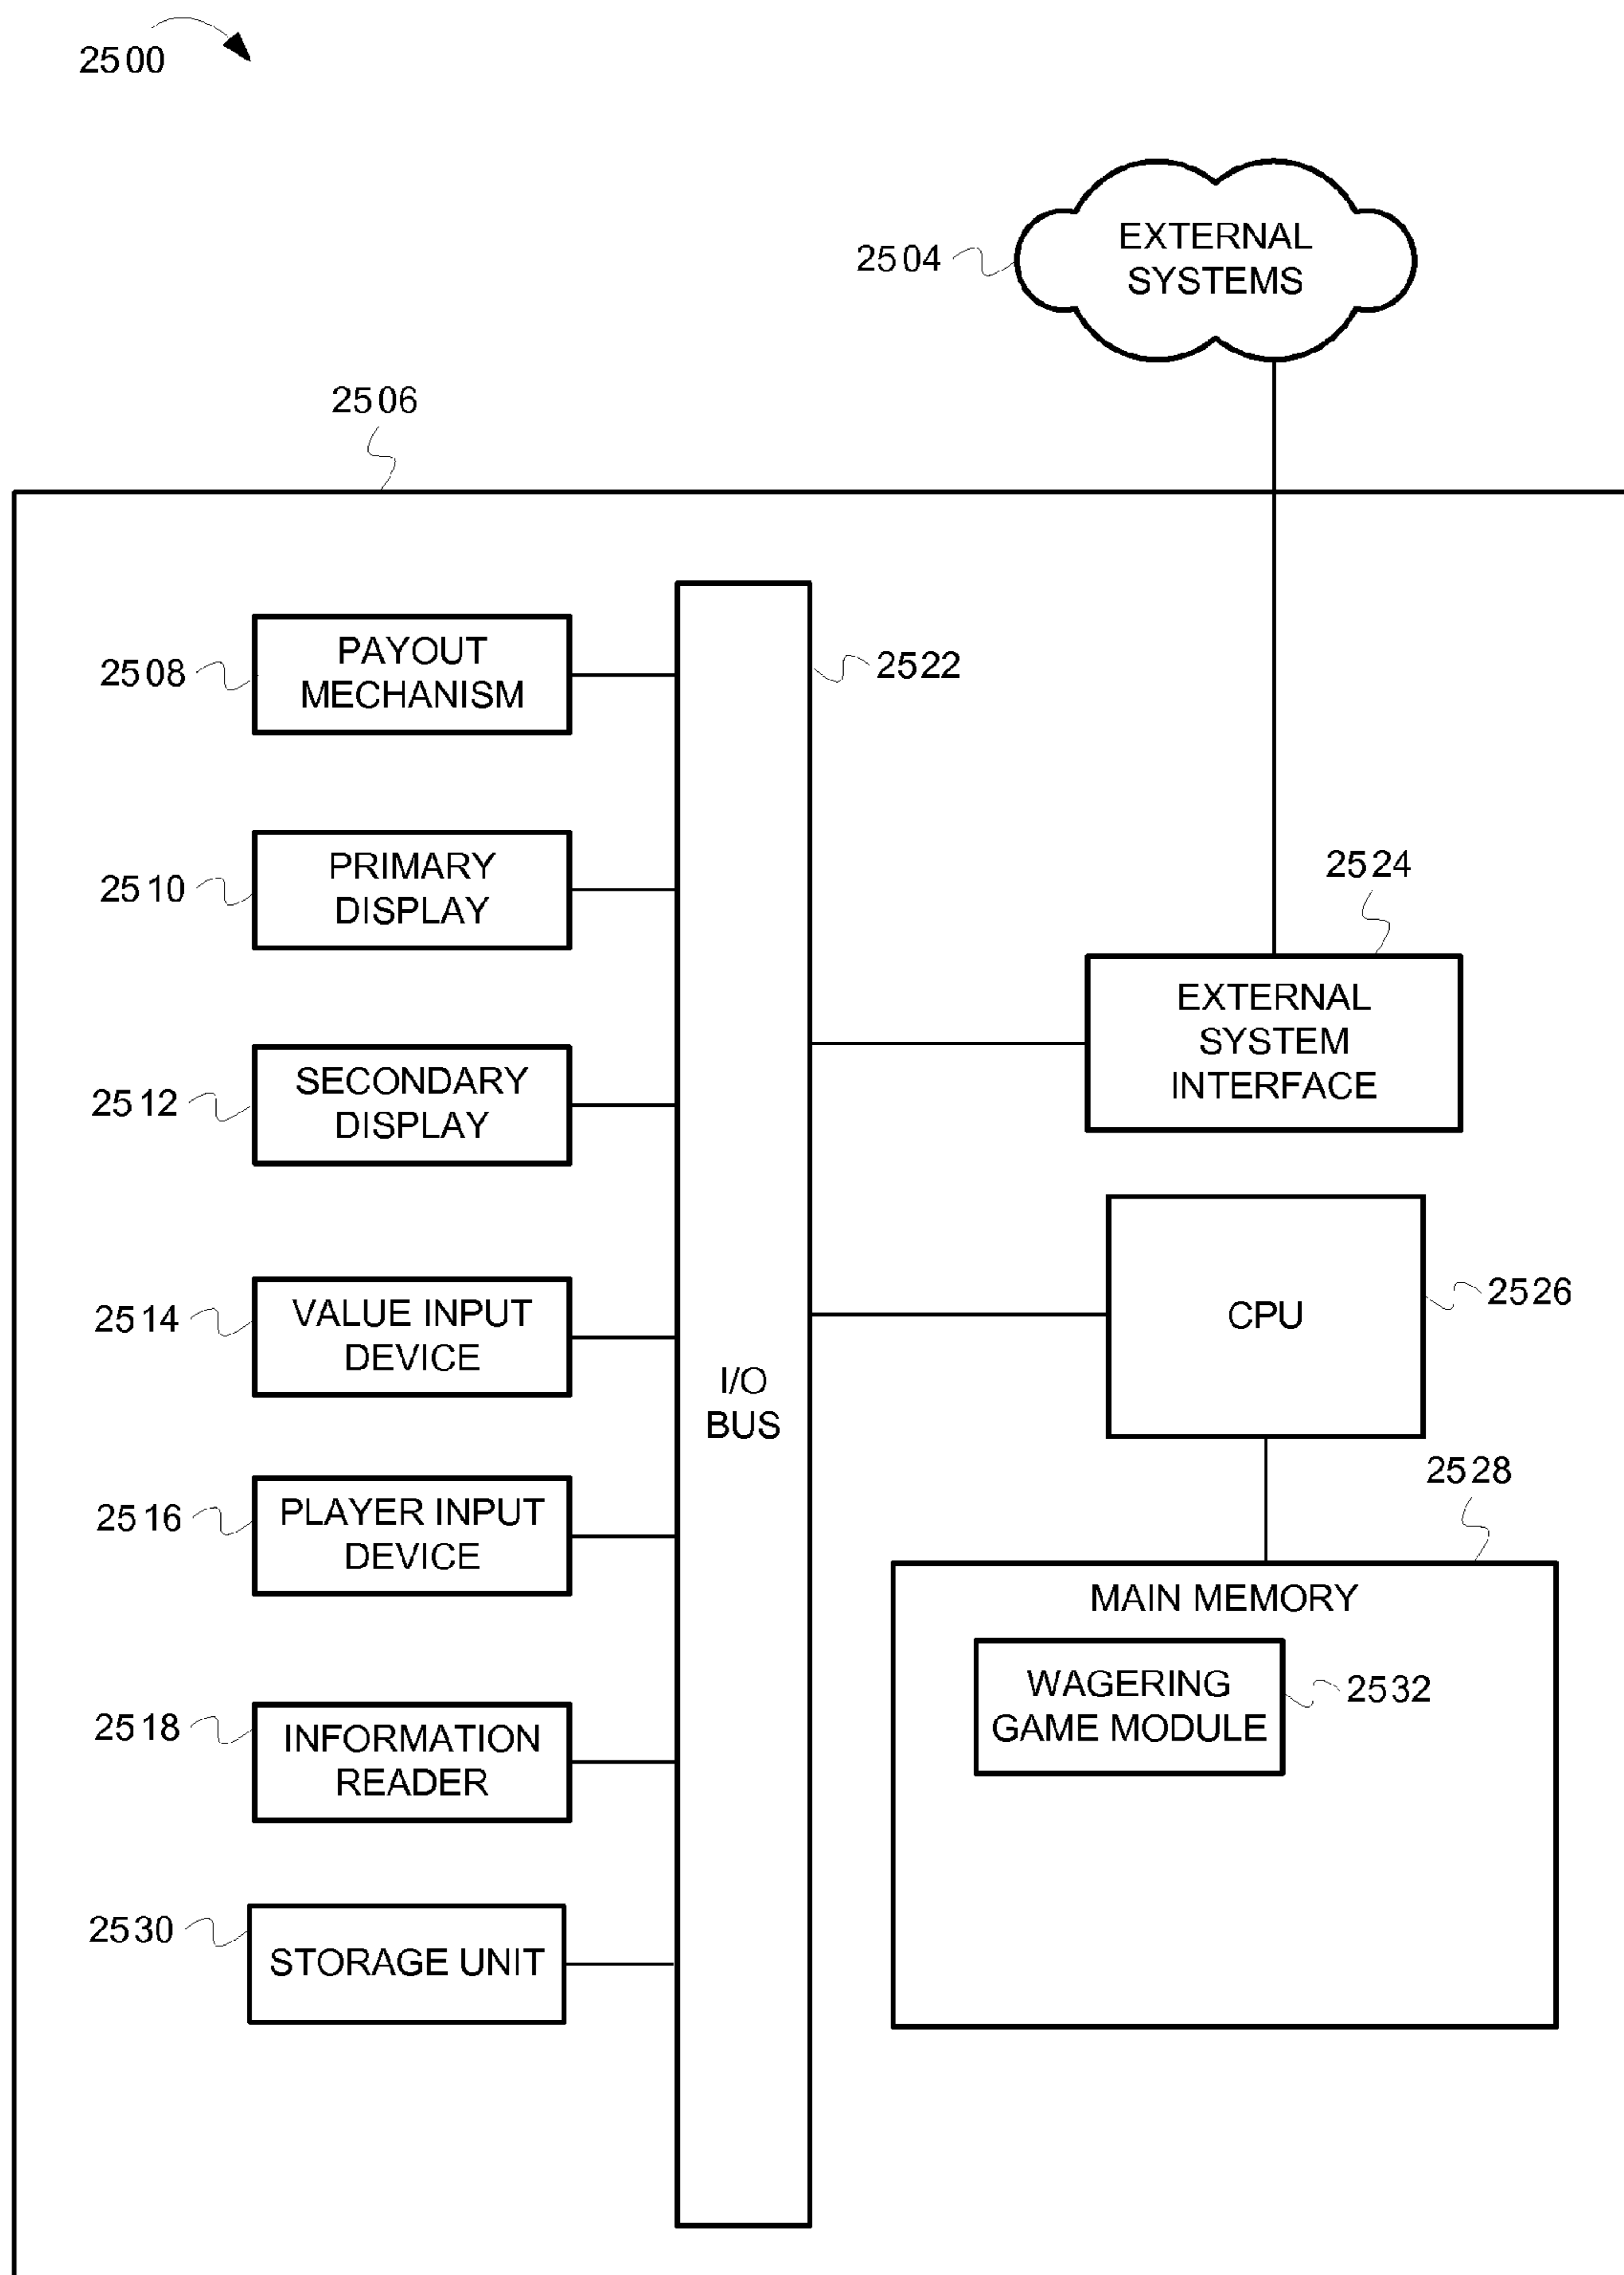 2500
EXTERNAL
SYSTEMS
2504
2506
PAYOUT
MECHANISM
2508
2522
PRIMARY
DISPLAY
2510
2524
EXTERNAL
SYSTEM
INTERFACE
SECONDARY
DISPLAY
2512
VALUE INPUT
DEVICE
2514
CPU
2526
I/O
BUS
2528
PLAYER INPUT
DEVICE
2516
MAIN MEMORY
WAGERING
GAME MODULE
2532
INFORMATION
READER
2518
STORAGE UNIT
2530